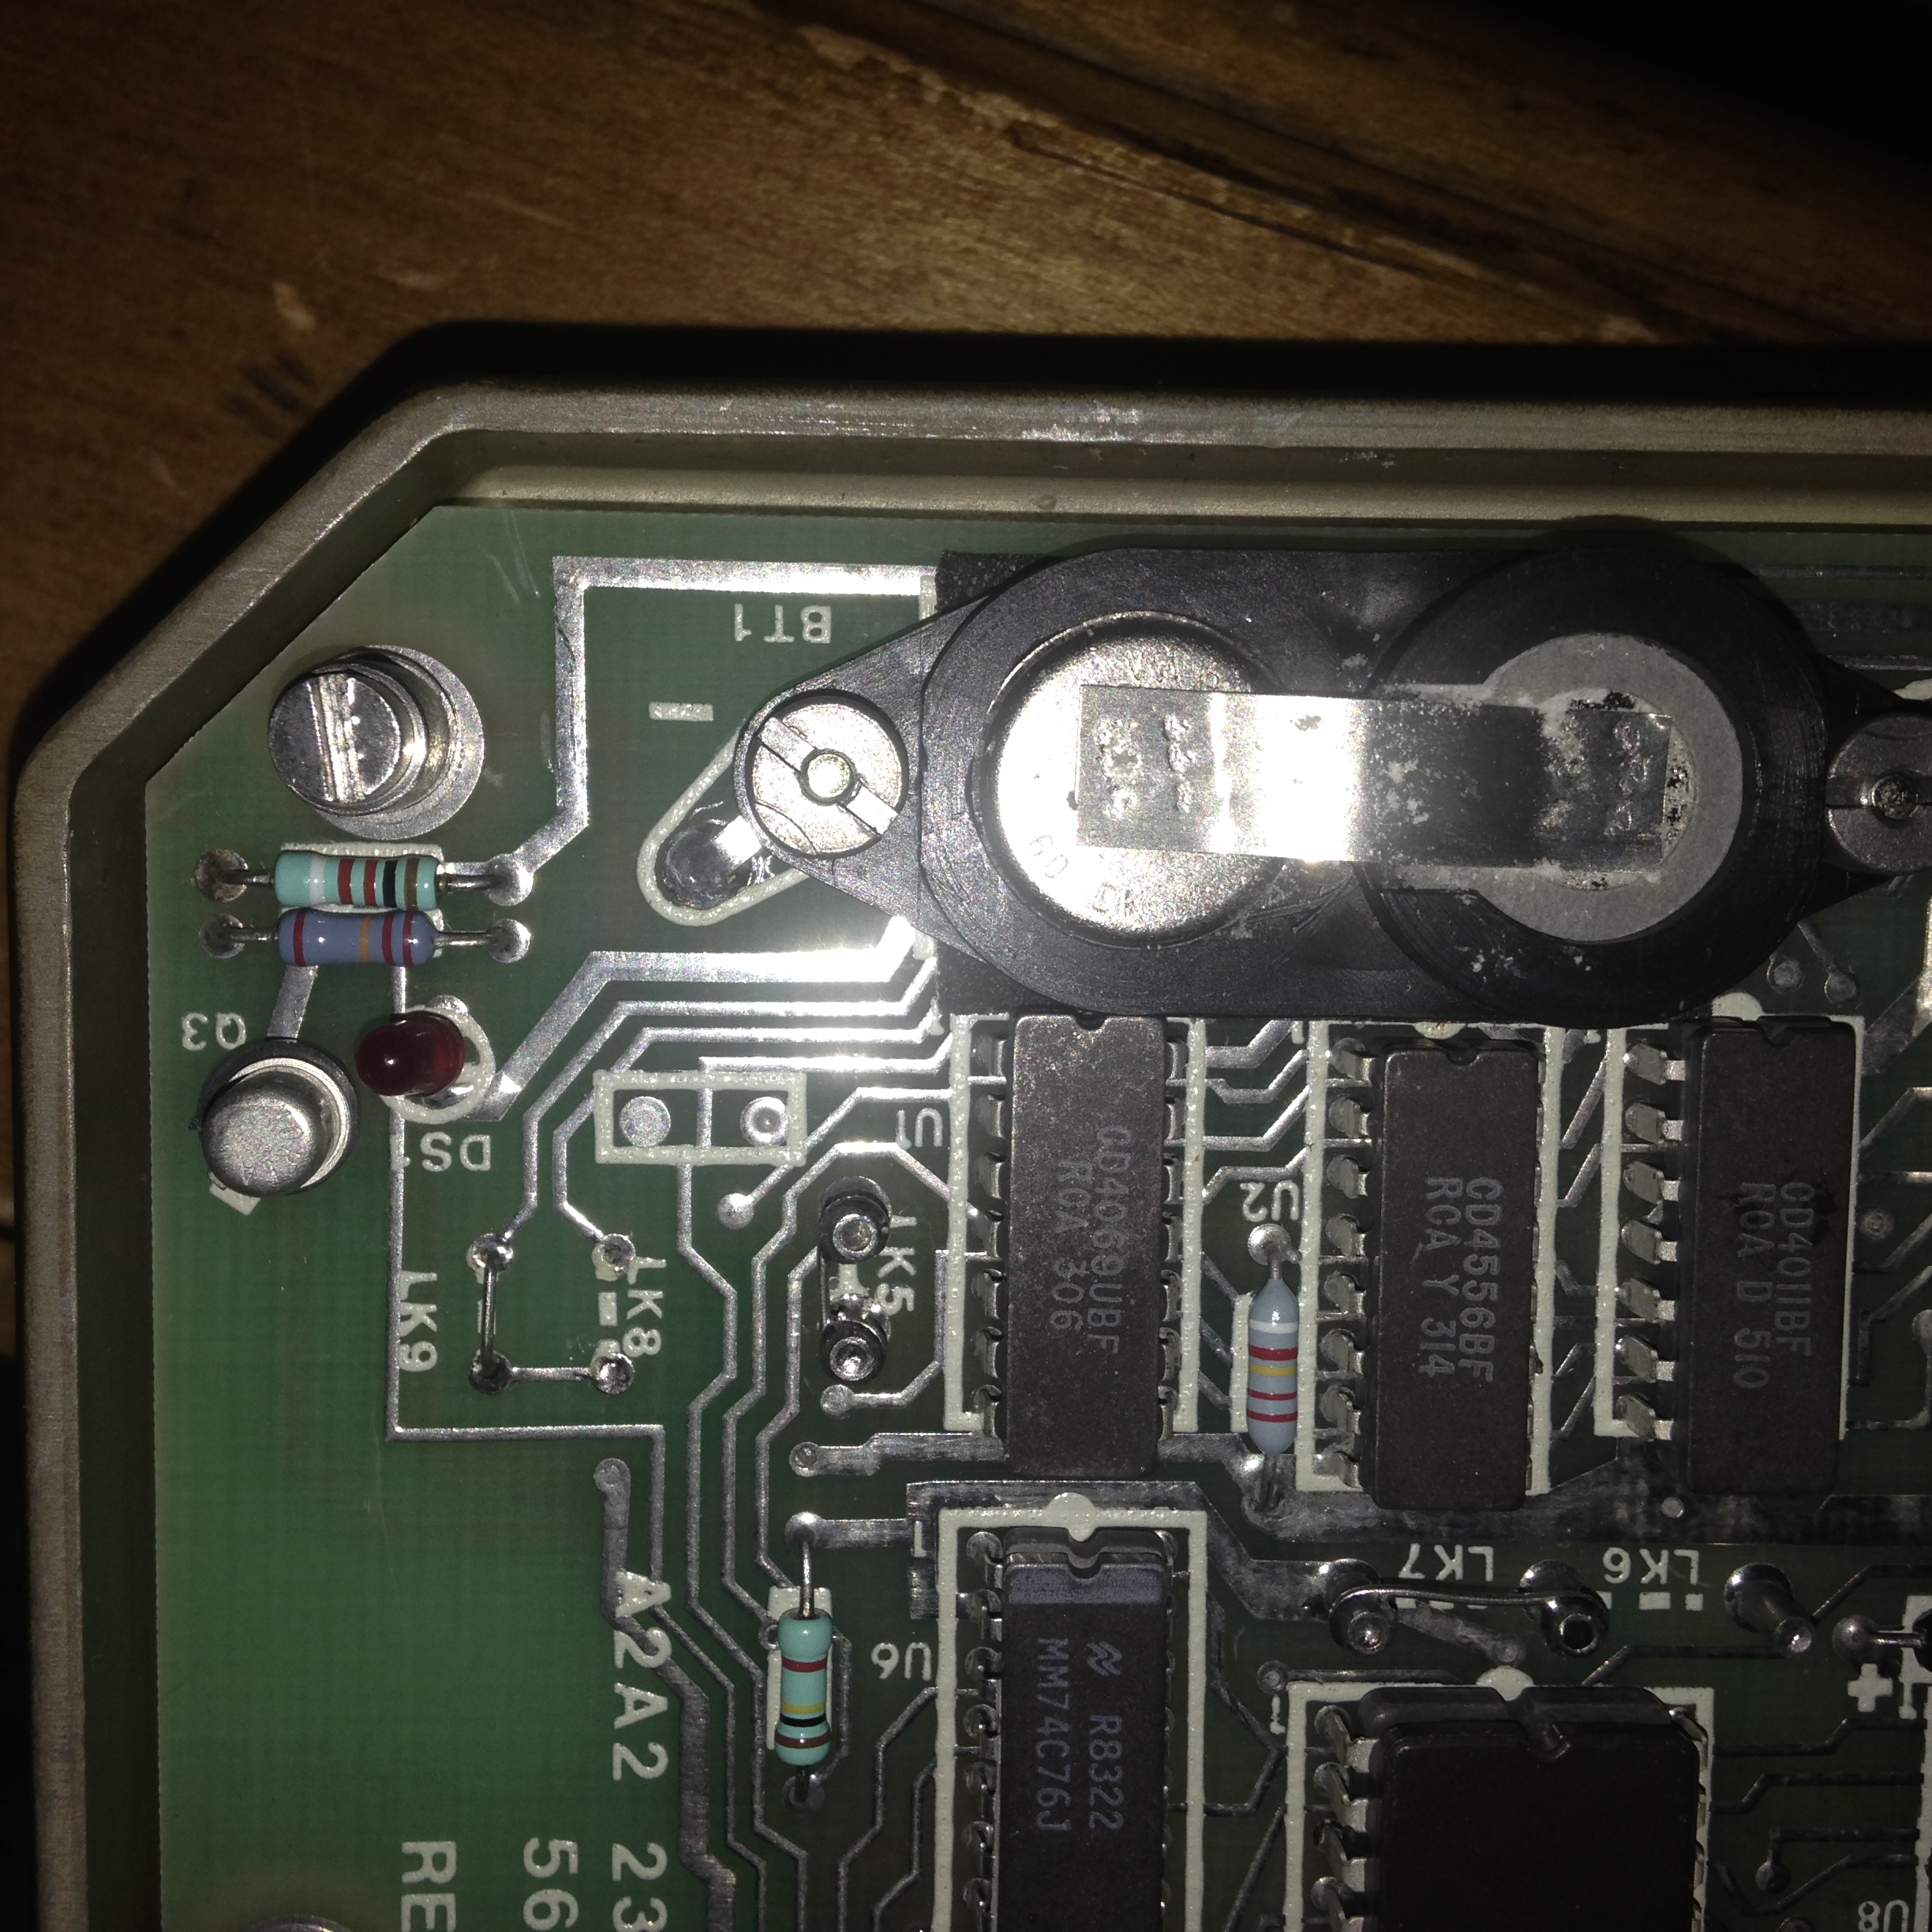 BT1
Q3
DS1
U1
U2
LK5
LK8
LK9
CD4069UBF
RCA 306
CD4556BF
RCA Y 314
CD4011BF
RCA D 510
LK7
LK6
U6
R8322
MM74C76J
A2A2
23
56
RE
U8